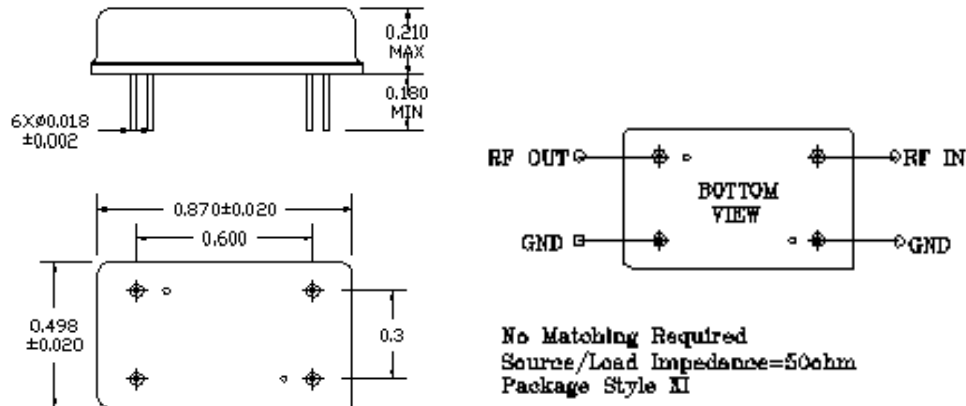 0.210
MAX
0.180
MIN
6XØ0.018
±0.002
0.870±0.020
0.600
0.498
±0.020
0.3
RF OUT
RF IN
BOTTOM
VIEW
GND
GND
No Matching Required
Source/Load Impedance=50ohm
Package Style XI